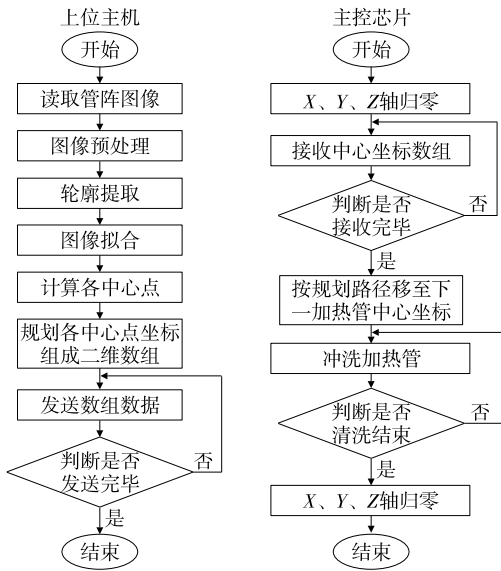 上位主机
开始
读取管阵图像
图像预处理
轮廓提取
图像拟合
计算各中心点
规划各中心点坐标
组成二维数组
发送数组数据
判断是否
发送完毕
否
是
结束
主控芯片
开始
X、Y、Z轴归零
接收中心坐标数组
判断是否
接收完毕
否
是
按规划路径移至下
一加热管中心坐标
冲洗加热管
判断是否
清洗结束
否
是
X、Y、Z轴归零
结束